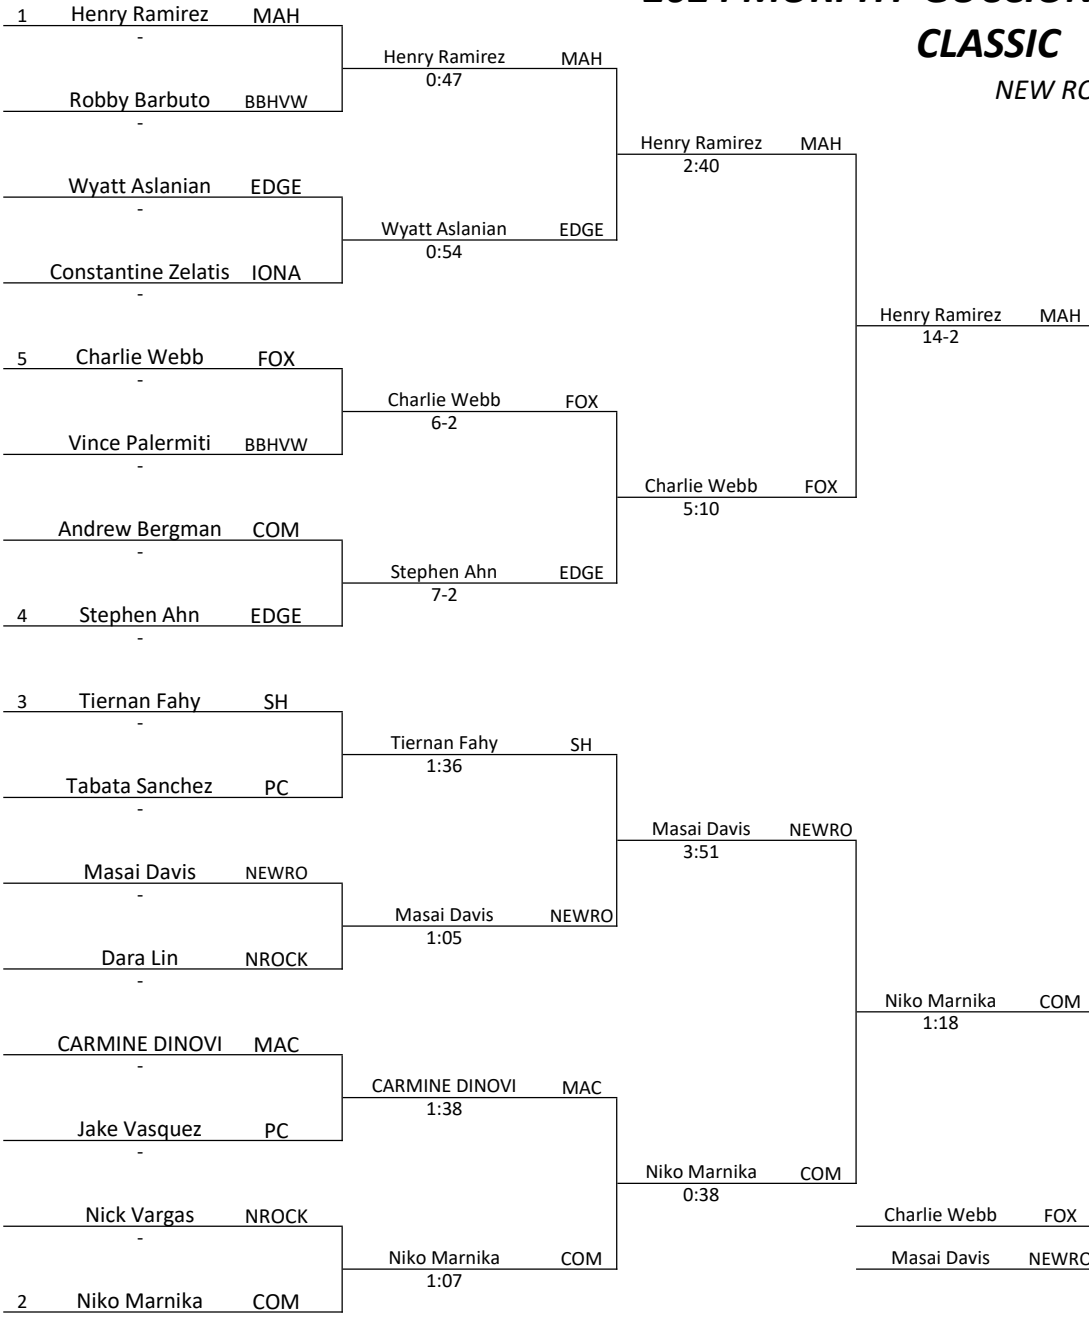 CLASSIC
NEW RO
1 Henry Ramirez MAH
-
Robby Barbuto BBHVW
-
Wyatt Aslanian EDGE
-
Constantine Zelatis IONA
-
5 Charlie Webb FOX
-
Vince Palermiti BBHVW
-
Andrew Bergman COM
-
4 Stephen Ahn EDGE
-
3 Tiernan Fahy SH
-
Tabata Sanchez PC
-
Masai Davis NEWRO
-
Dara Lin NROCK
-
CARMINE DINOVI MAC
-
Jake Vasquez PC
-
Nick Vargas NROCK
-
2 Niko Marnika COM
Henry Ramirez MAH
0:47
Wyatt Aslanian EDGE
0:54
Charlie Webb FOX
6-2
Stephen Ahn EDGE
7-2
Tiernan Fahy SH
1:36
Masai Davis NEWRO
1:05
CARMINE DINOVI MAC
1:38
Niko Marnika COM
1:07
Henry Ramirez MAH
2:40
Charlie Webb FOX
5:10
Masai Davis NEWRO
3:51
Niko Marnika COM
0:38
Henry Ramirez MAH
14-2
Niko Marnika COM
1:18
Charlie Webb FOX
Masai Davis NEWRO